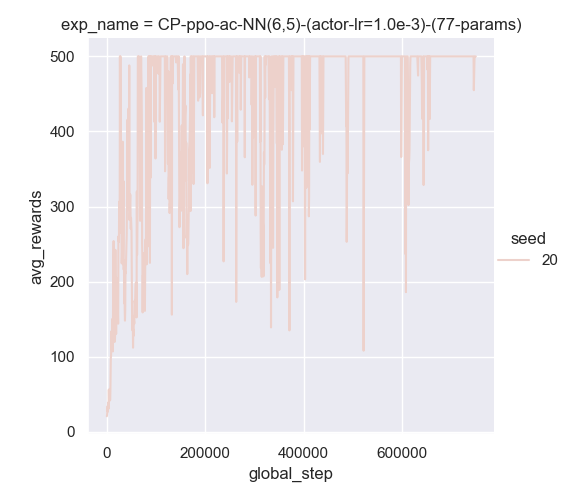 exp_name = CP-ppo-ac-NN(6,5)-(actor-lr=1.0e-3)-(77-params)
500
400
300
200
100
0
avg_rewards
seed
20
0 200000 400000 600000
global_step